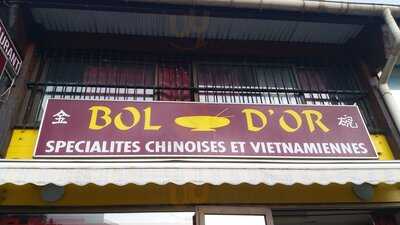 金 BOL D'OR 碗
SPECIALITES CHINOISES ET VIETNAMIENNES